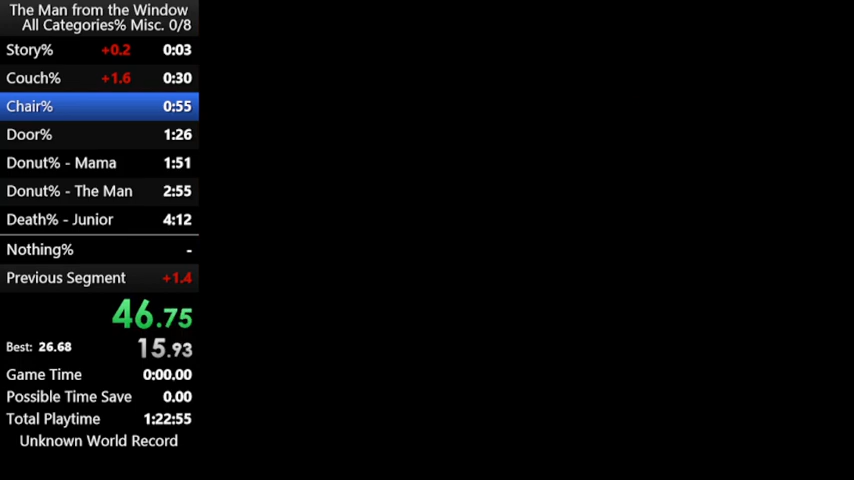 The Man from the Window
All Categories% Misc. 0/8
Story% +0.2 0:03
Couch% +1.6 0:30
Chair% 0:55
Door% 1:26
Donut% - Mama 1:51
Donut% - The Man 2:55
Death% - Junior 4:12
Nothing% -
Previous Segment +1.4
46.75
Best: 26.68 15.93
Game Time 0:00.00
Possible Time Save 0.00
Total Playtime 1:22:55
Unknown World Record